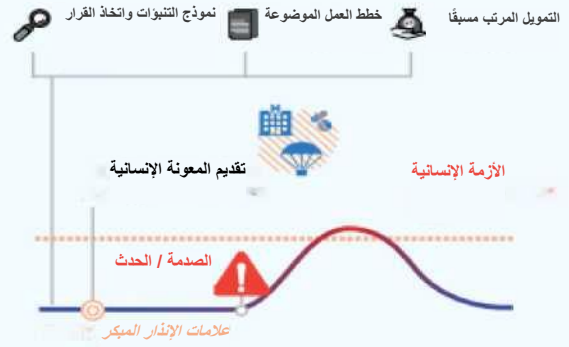 التمويل المرتب مسبقًا
خطط العمل الموضوعة
نموذج التنبؤات واتخاذ القرار
تقديم المعونة الإنسانية
الأزمة الإنسانية
الصدمة / الحدث
علامات الإنذار المبكر